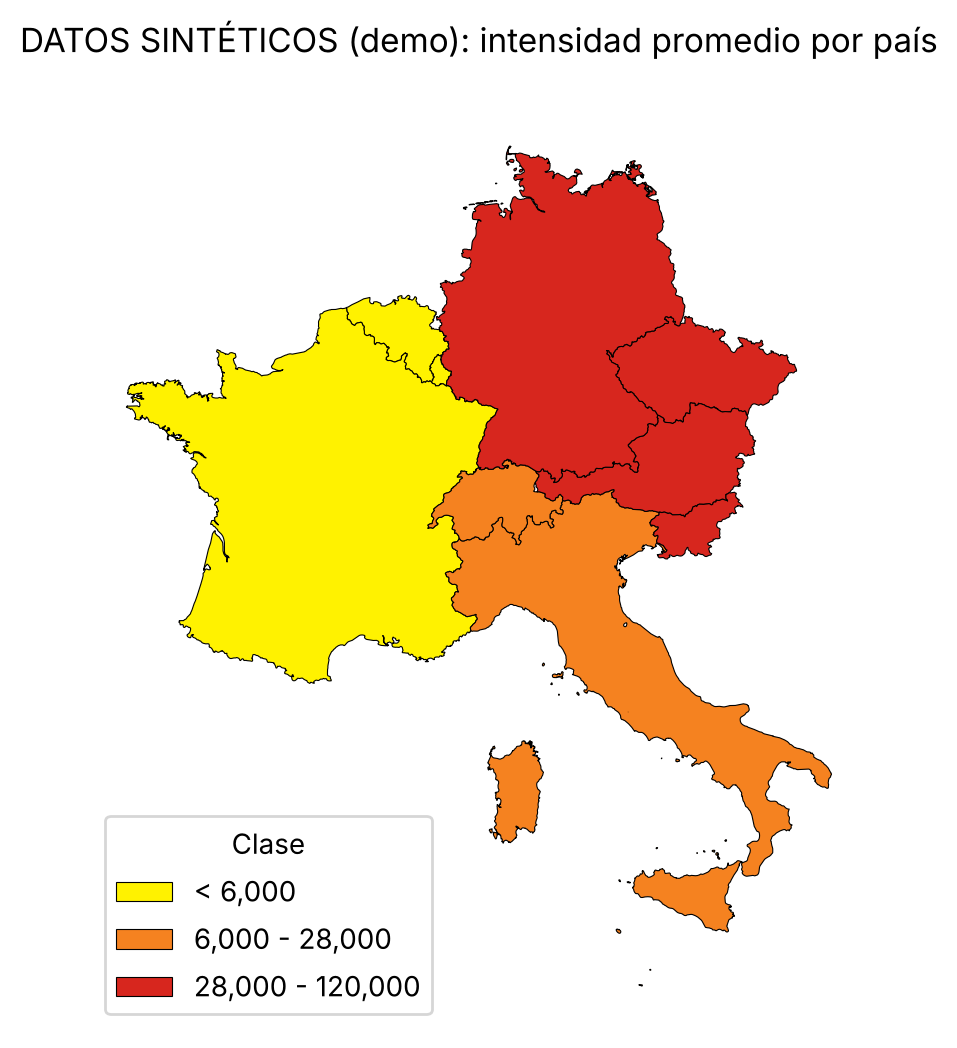 DATOS SINTÉTICOS (demo): intensidad promedio por país
Clase
< 6,000
6,000 - 28,000
28,000 - 120,000